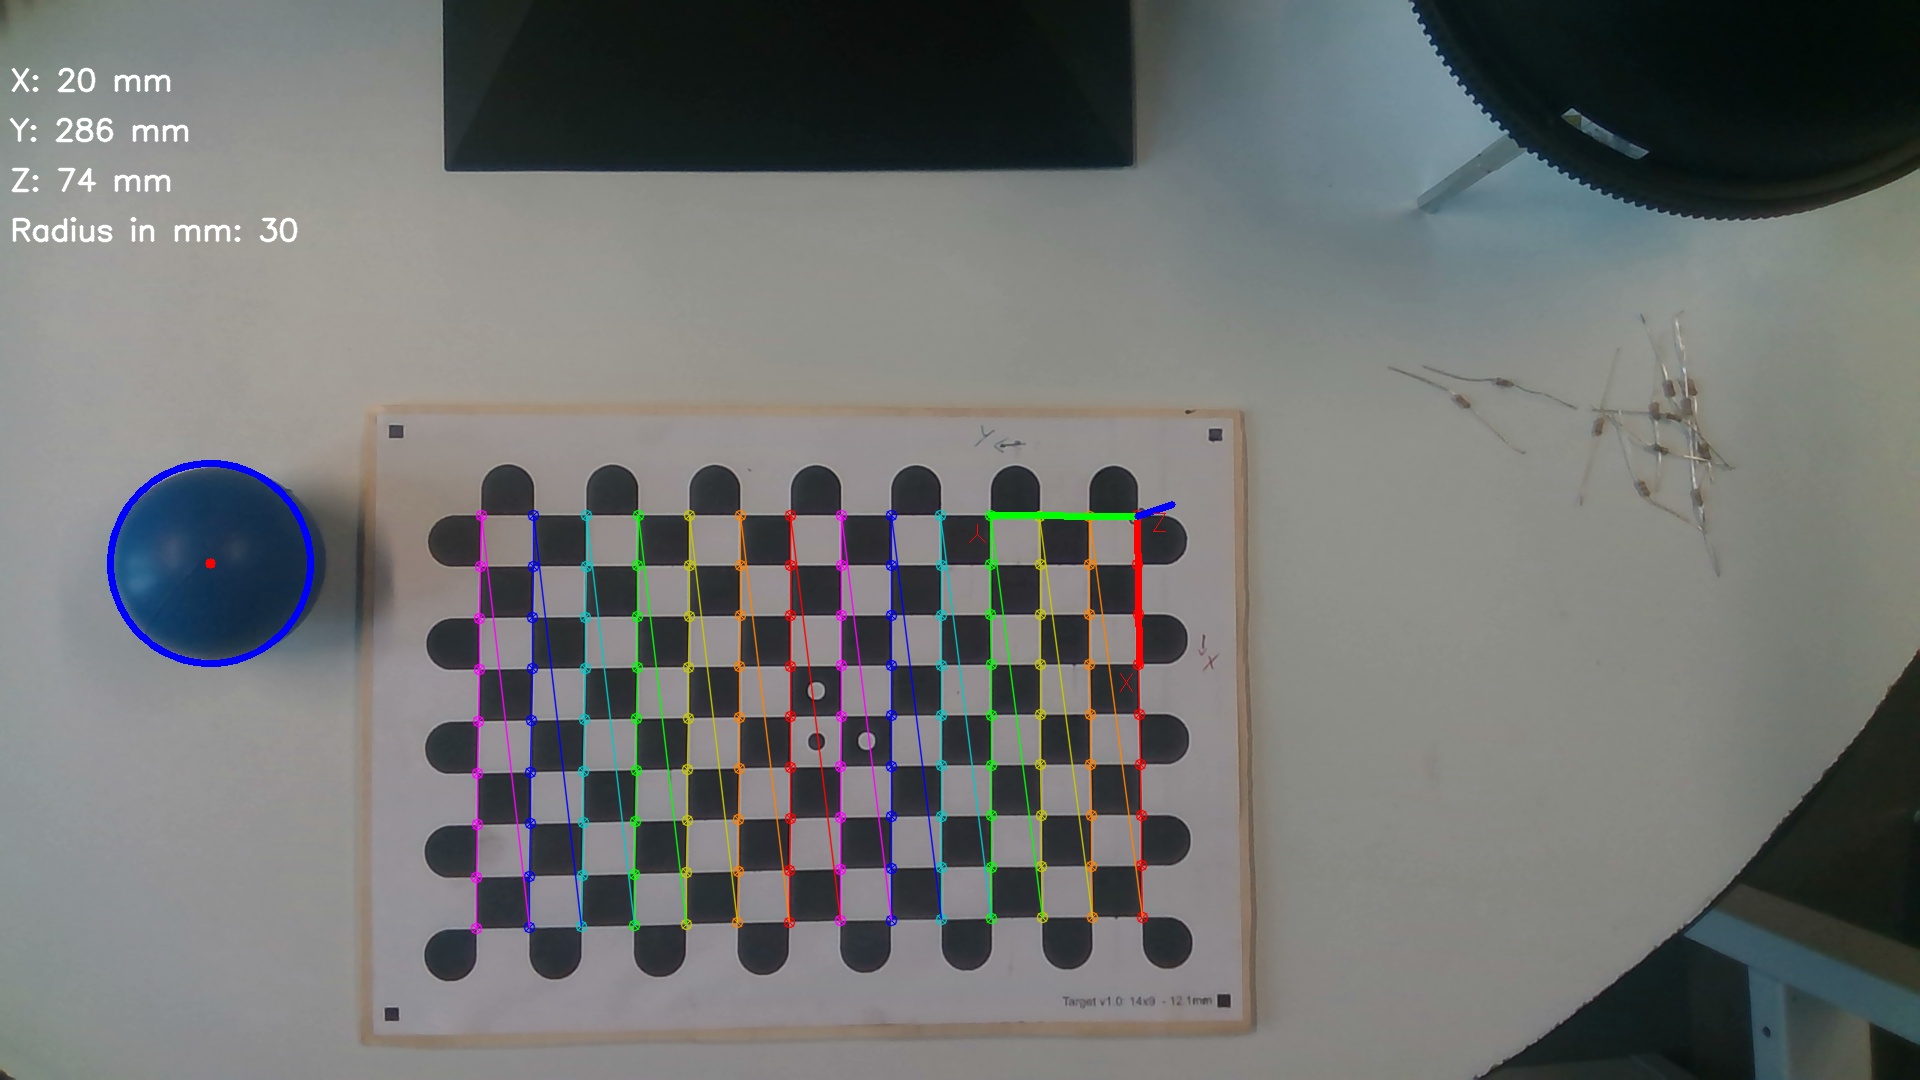 X: 20 mm
Y: 286 mm
Z: 74 mm
Radius in mm: 30
Y
Y
Z
X
X
Target v1.0 14x9 - 12.1mm